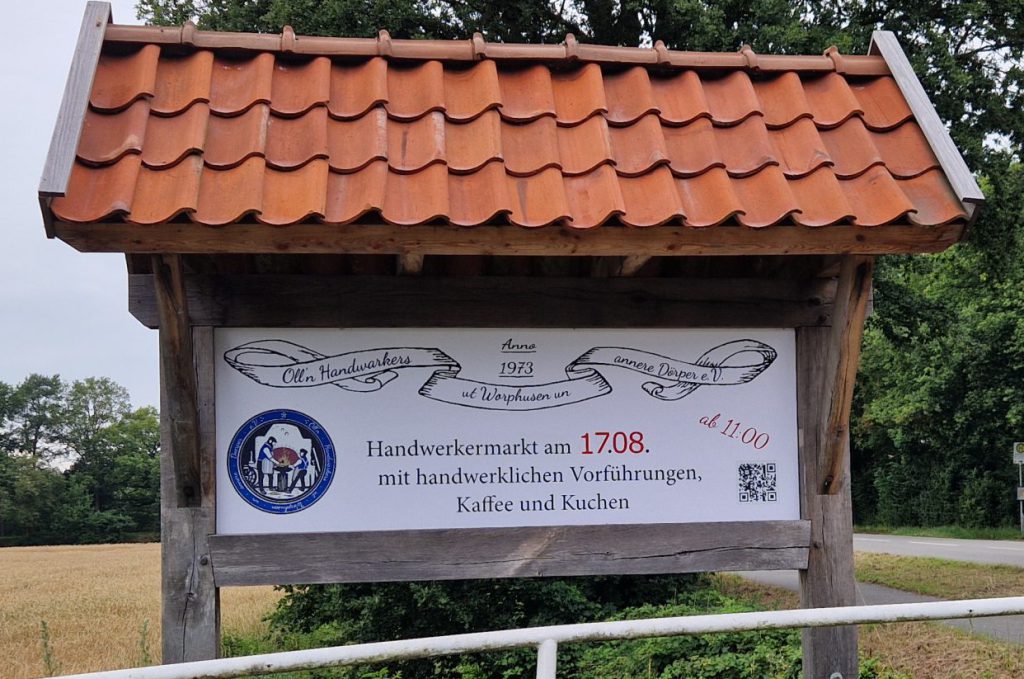 Oll'n Handwarkers
Anno
1973
ut Worphusen un
annere Dörper e.V.
Handwerkermarkt am 17.08.
ab 11:00
mit handwerklichen Vorführungen,
Kaffee und Kuchen